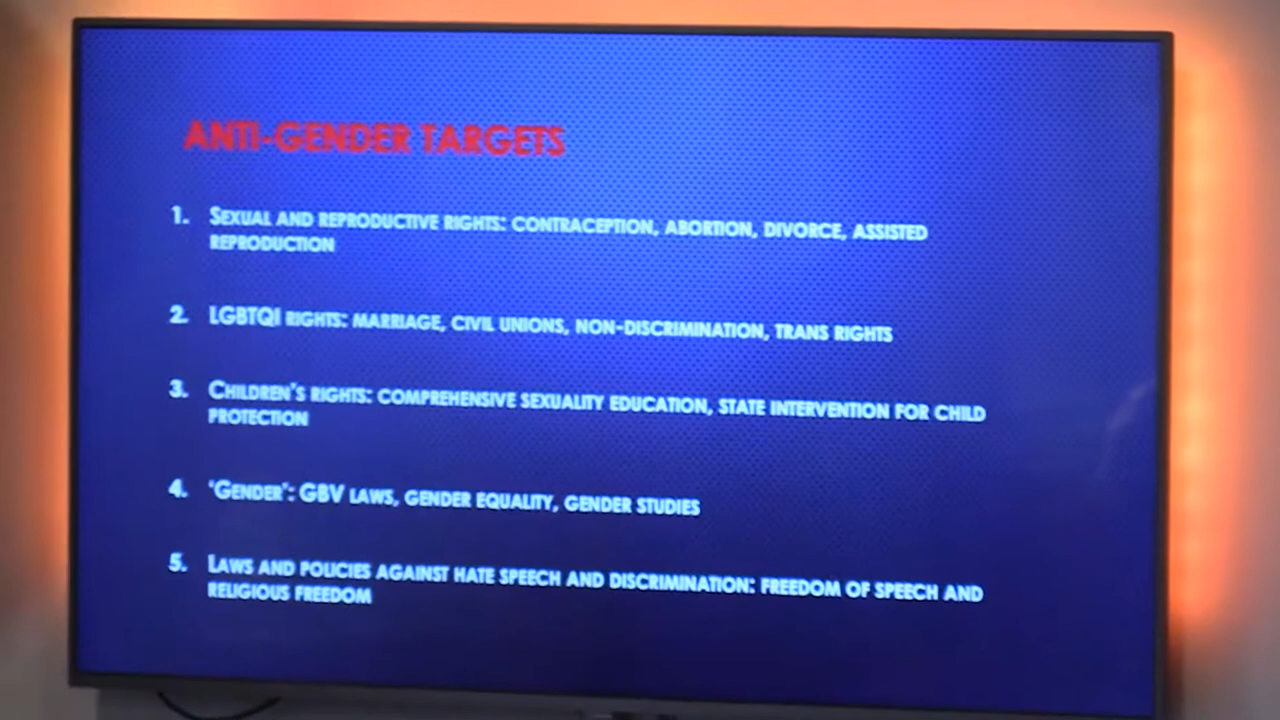 ANTI-GENDER TARGETS
1. SEXUAL AND REPRODUCTIVE RIGHTS: CONTRACEPTION, ABORTION, DIVORCE, ASSISTED
REPRODUCTION
2. LGBTQI RIGHTS: MARRIAGE, CIVIL UNIONS, NON-DISCRIMINATION, TRANS RIGHTS
3. CHILDREN'S RIGHTS: COMPREHENSIVE SEXUALITY EDUCATION, STATE INTERVENTION FOR CHILD
PROTECTION
4. 'GENDER': GBV LAWS, GENDER EQUALITY, GENDER STUDIES
5. LAWS AND POLICIES AGAINST HATE SPEECH AND DISCRIMINATION: FREEDOM OF SPEECH AND
RELIGIOUS FREEDOM